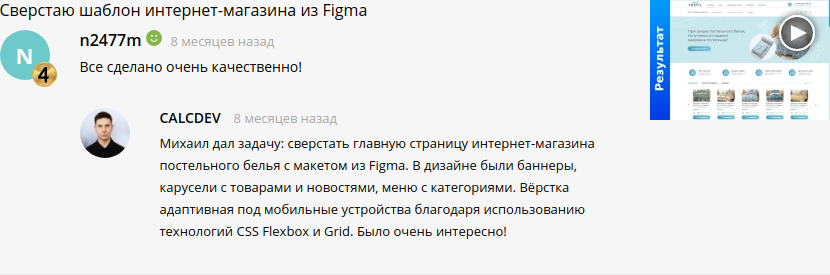 Сверстаю шаблон интернет-магазина из Figma
n2477m 8 месяцев назад
N
4
Все сделано очень качественно!
CALCDEV 8 месяцев назад
Михаил дал задачу: сверстать главную страницу интернет-магазина
постельного белья с макетом из Figma. В дизайне были баннеры,
карусели с товарами и новостями, меню с категориями. Вёрстка
адаптивная под мобильные устройства благодаря использованию
технологий CSS Flexbox и Grid. Было очень интересно!
Результат